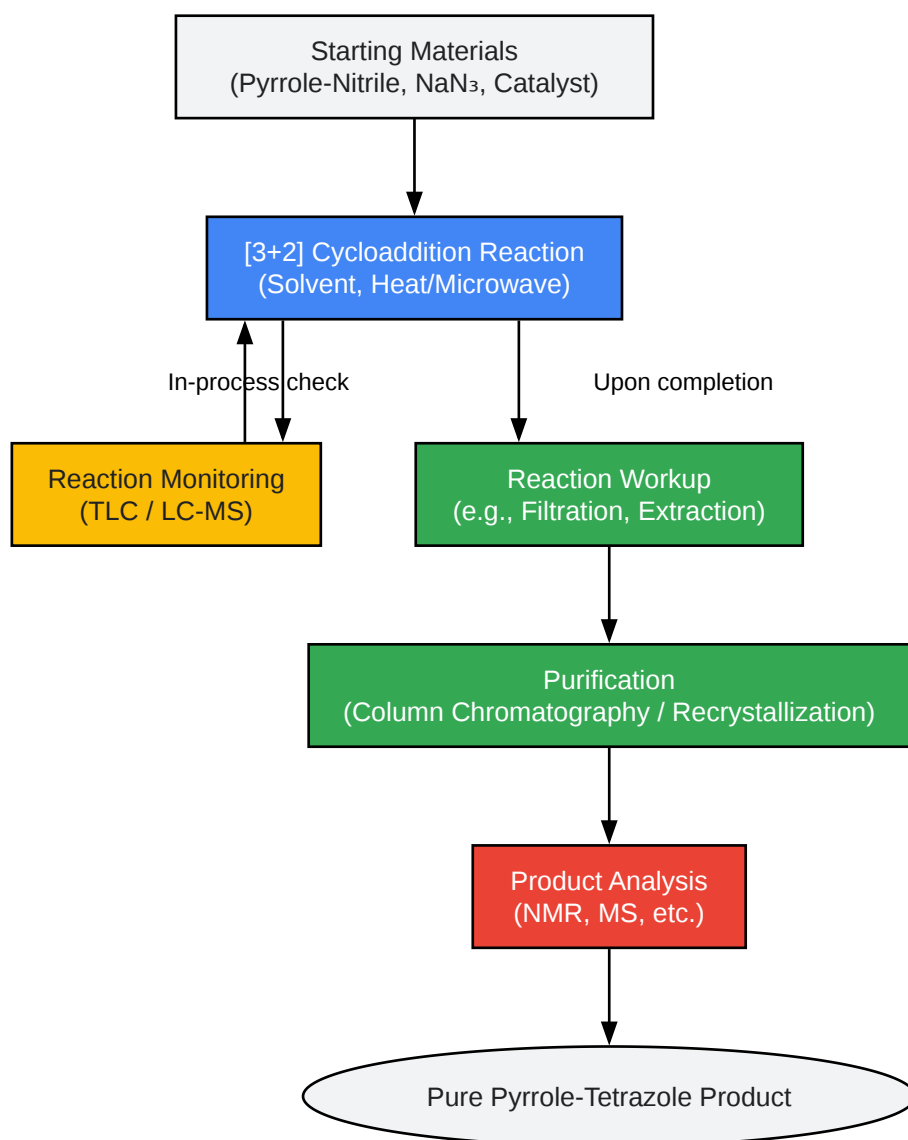 Starting Materials
(Pyrrole-Nitrile, NaN₃, Catalyst)
[3+2] Cycloaddition Reaction
(Solvent, Heat/Microwave)
In-process check
Upon completion
Reaction Monitoring
(TLC / LC-MS)
Reaction Workup
(e.g., Filtration, Extraction)
Purification
(Column Chromatography / Recrystallization)
Product Analysis
(NMR, MS, etc.)
Pure Pyrrole-Tetrazole Product